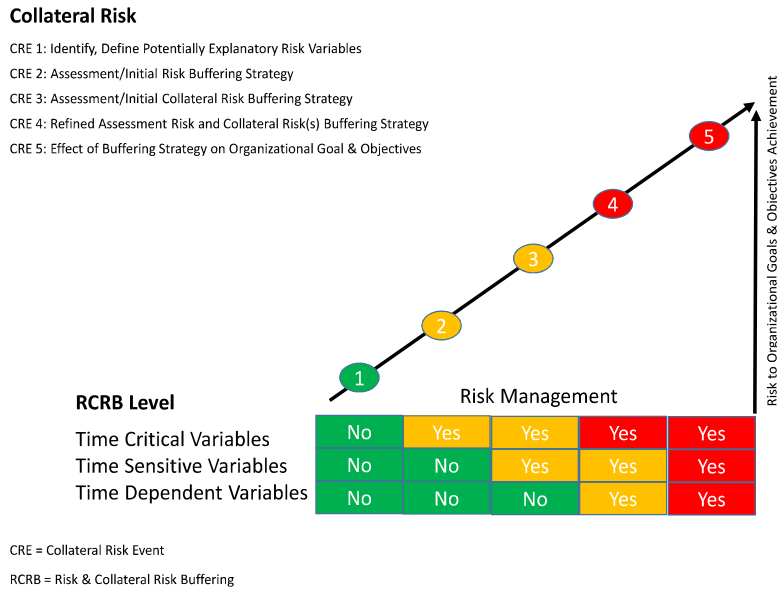 Collateral Risk
CRE 1: Identify, Define Potentially Explanatory Risk Variables
CRE 2: Assessment/Initial Risk Buffering Strategy
CRE 3: Assessment/Initial Collateral Risk Buffering Strategy
CRE 4: Refined Assessment Risk and Collateral Risk(s) Buffering Strategy
CRE 5: Effect of Buffering Strategy on Organizational Goal & Objectives
5
4
3
2
1
Risk to Organizational Goals & Objectives Achievement
Risk Management
RCRB Level
Time Critical Variables No Yes Yes Yes Yes
Time Sensitive Variables No No Yes Yes Yes
Time Dependent Variables No No No Yes Yes
CRE = Collateral Risk Event
RCRB = Risk & Collateral Risk Buffering